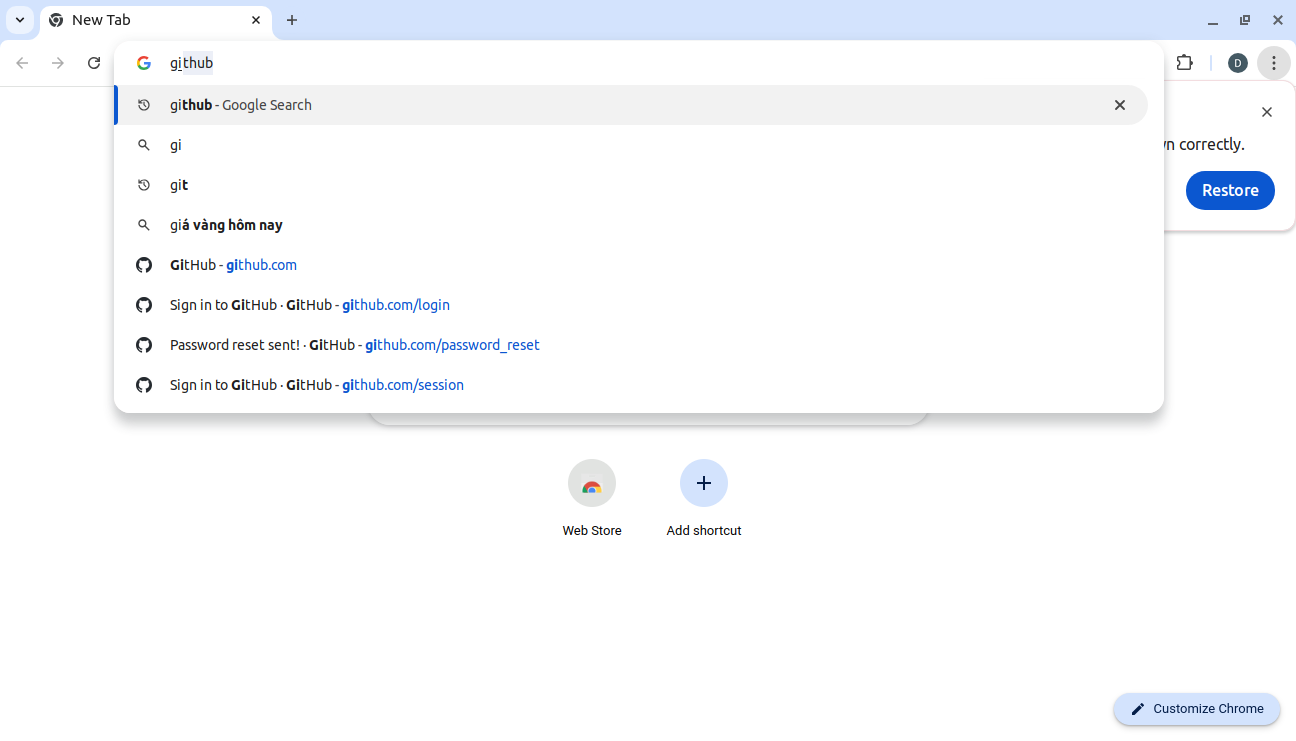 New Tab
github
github - Google Search
gi
git
giá vàng hôm nay
GitHub - github.com
Sign in to GitHub · GitHub - github.com/login
Password reset sent! · GitHub - github.com/password_reset
Sign in to GitHub · GitHub - github.com/session
D
correctly.
Restore
Web Store
Add shortcut
Customize Chrome